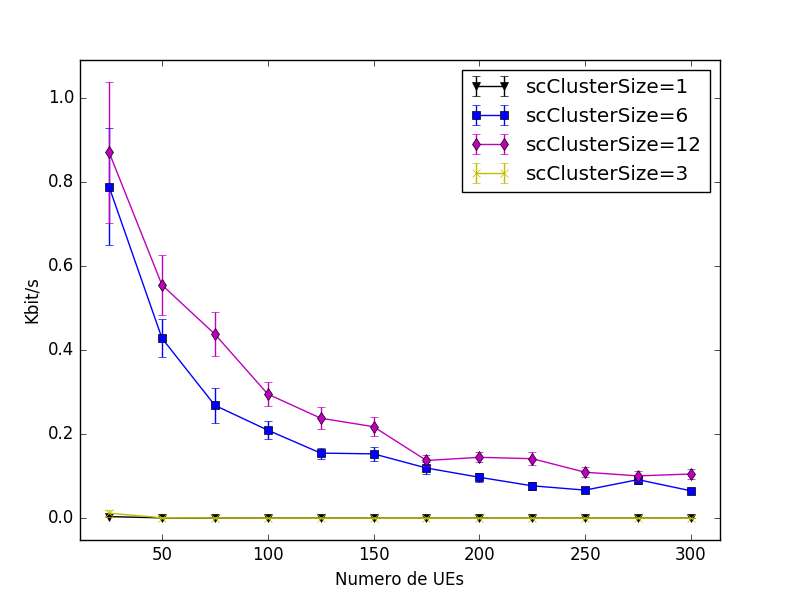 scClusterSize=1
scClusterSize=6
scClusterSize=12
scClusterSize=3
1.0
0.8
0.6
0.4
0.2
0.0
Kbit/s
50 100 150 200 250 300
Numero de UEs